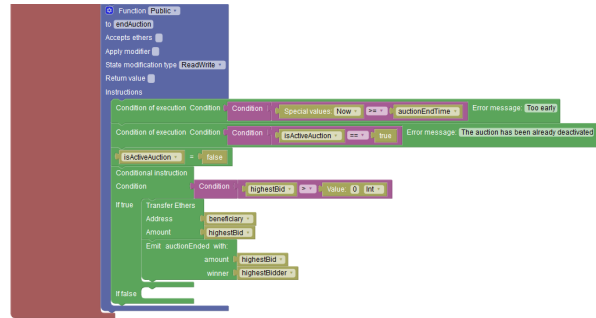 Function Public
to endAuction
Accepts ethers
Apply modifier
State modification type ReadWrite
Return value
Instructions
Condition of execution Condition Condition Special values: Now >= auctionEndTime Error message: Too early
Condition of execution Condition Condition isActiveAuction == true Error message: The auction has been already deactivated
isActiveAuction = false
Conditional instruction
Condition Condition highestBid > Value: 0 Int
If true Transfer Ethers
Address beneficiary
Amount highestBid
Emit auctionEnded with:
amount highestBid
winner highestBidder
If false